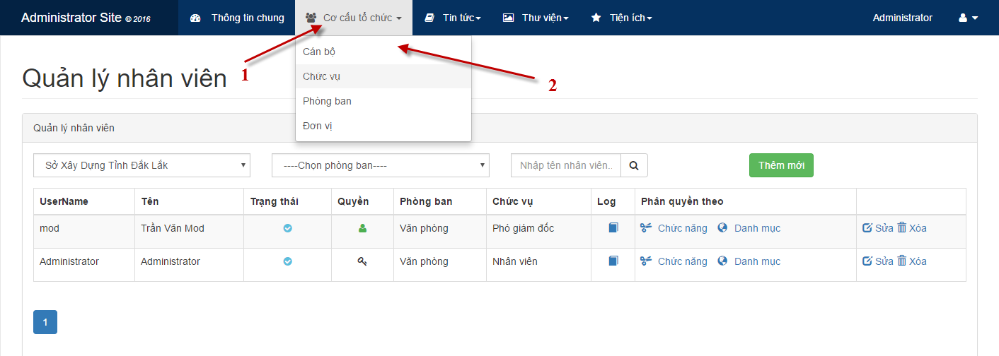 Administrator Site © 2016 Thông tin chung Cơ cấu tổ chức Tin tức Thư viện Tiện ích Administrator
Cán bộ
Chức vụ
Phòng ban
Đơn vị
1
2
Quản lý nhân viên
Quản lý nhân viên
Sở Xây Dựng Tỉnh Đắk Lắk ----Chọn phòng ban---- Nhập tên nhân viên.. Thêm mới
UserName Tên Trạng thái Quyền Phòng ban Chức vụ Log Phân quyền theo
mod Trần Văn Mod Văn phòng Phó giám đốc Chức năng Danh mục Sửa Xóa
Administrator Administrator Văn phòng Nhân viên Chức năng Danh mục Sửa Xóa
1